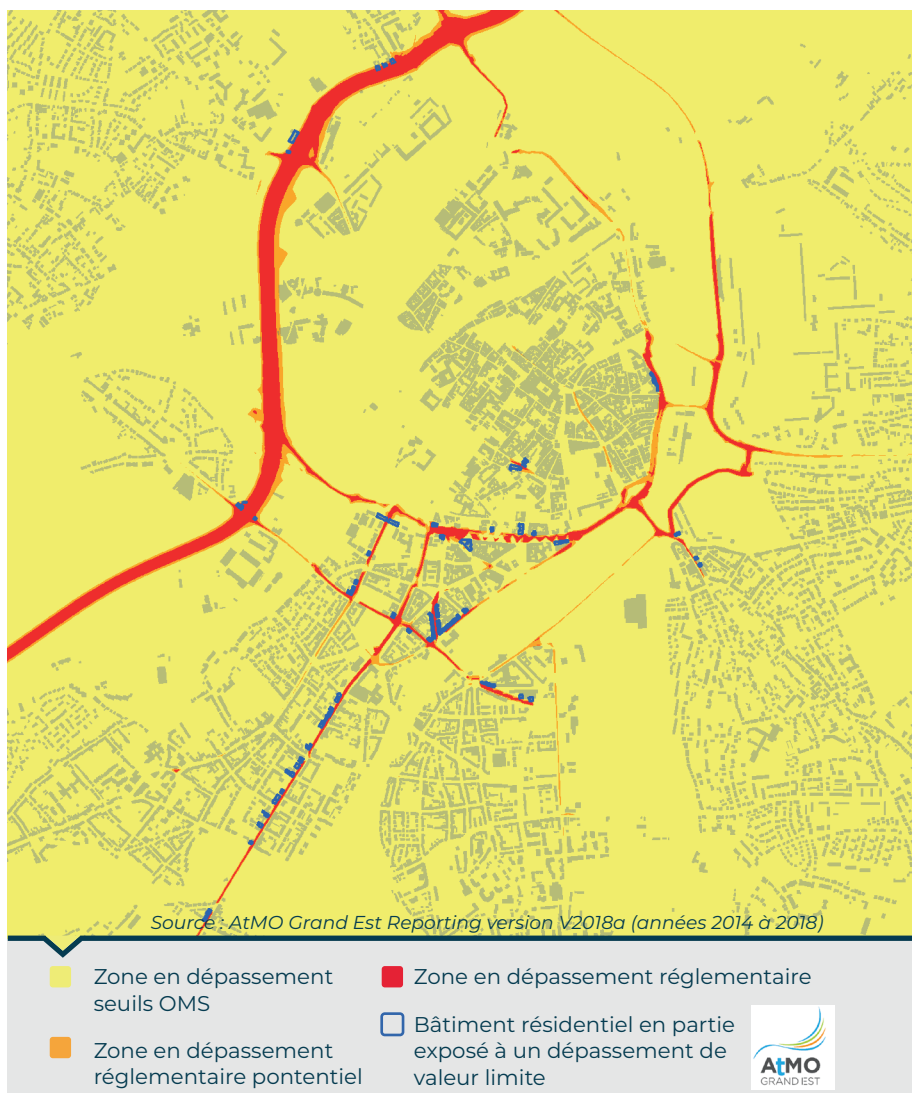 Source : AtMO Grand Est Reporting version V2018a (années 2014 à 2018)
Zone en dépassement
seuils OMS
Zone en dépassement
réglementaire pontentiel
Zone en dépassement réglementaire
Bâtiment résidentiel en partie
exposé à un dépassement de
valeur limite
AtMO
GRAND EST